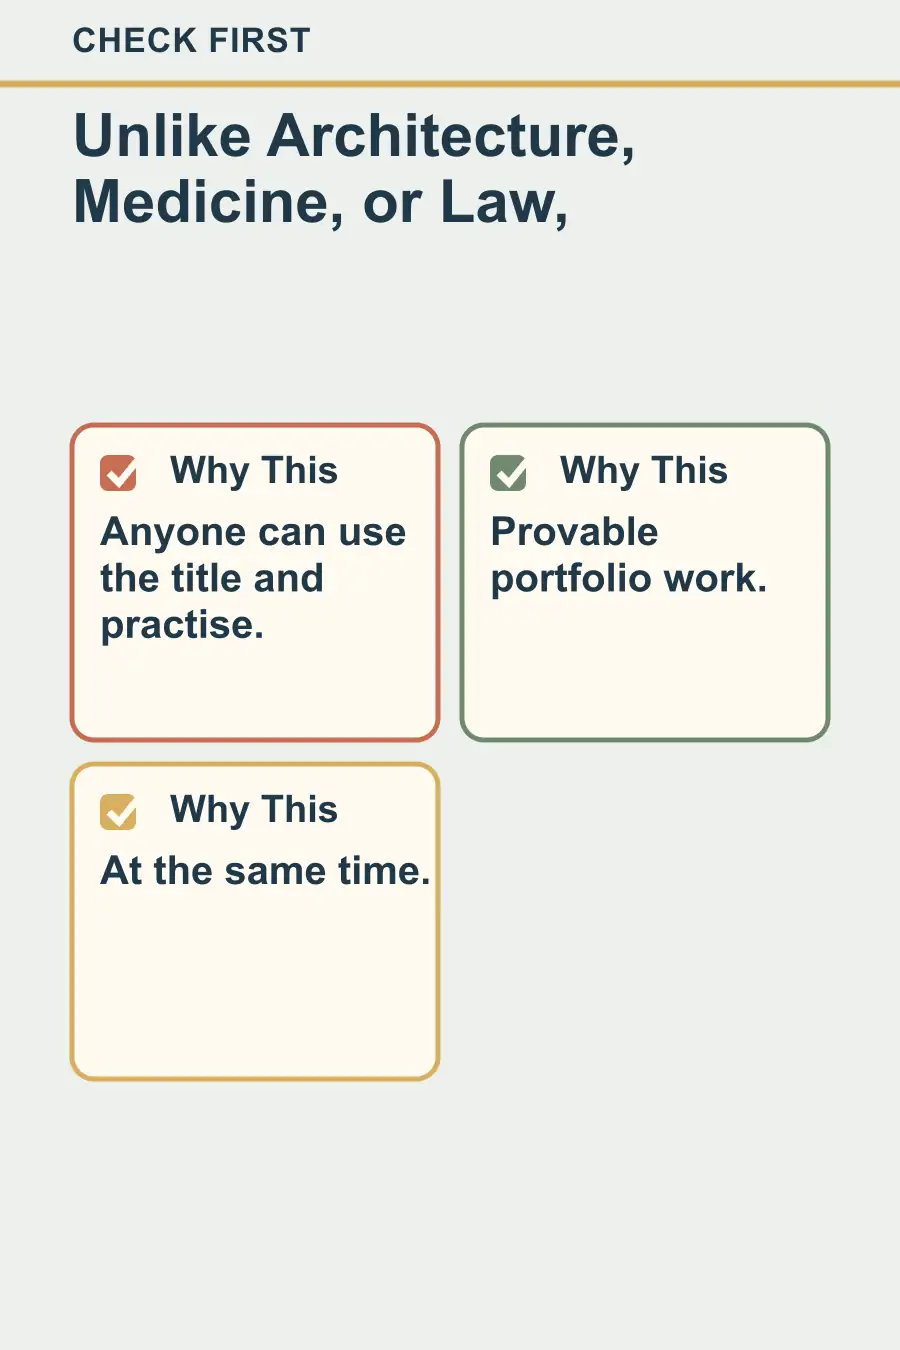 CHECK FIRST
Unlike Architecture,
Medicine, or Law,
Why This
Anyone can use
the title and
practise.
Why This
Provable
portfolio work.
Why This
At the same time.